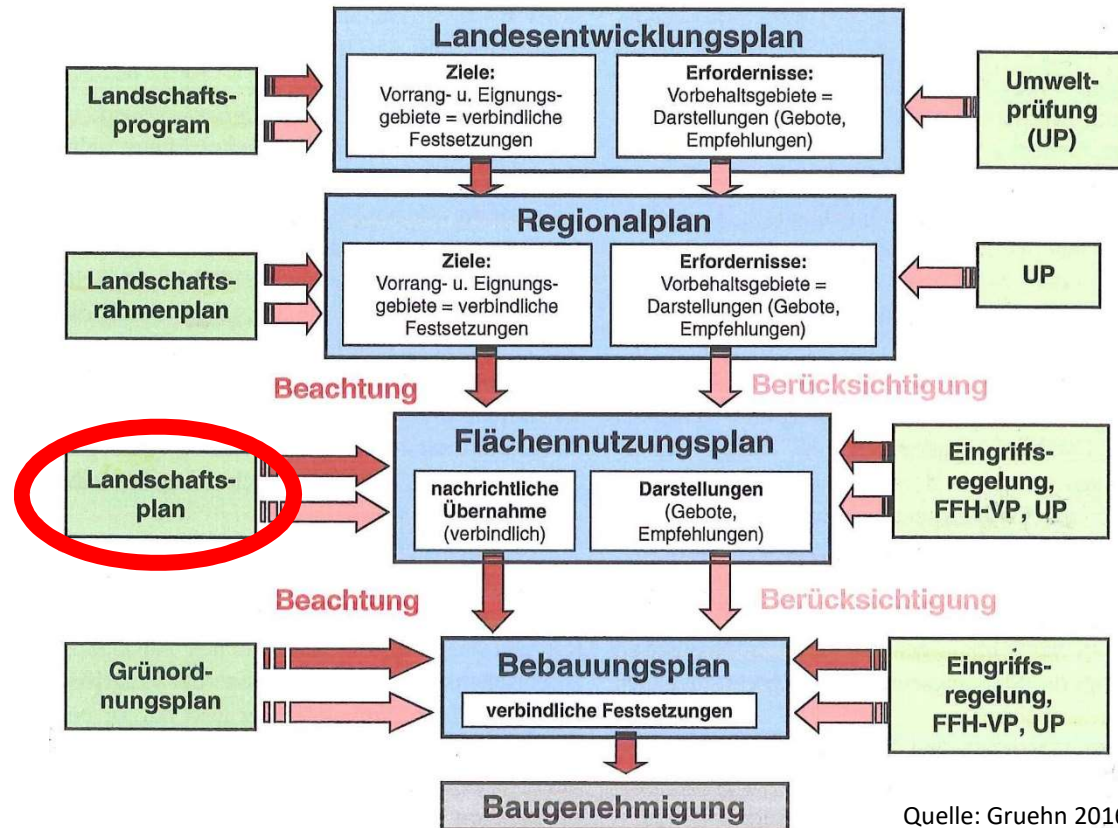 Landesentwicklungsplan
Landschafts-
program
Ziele:
Vorrang- u. Eignungs-
gebiete = verbindliche
Festsetzungen
Erfordernisse:
Vorbehaltsgebiete =
Darstellungen (Gebote,
Empfehlungen)
Umwelt-
prüfung
(UP)
Regionalplan
Landschafts-
rahmenplan
Ziele:
Vorrang- u. Eignungs-
gebiete = verbindliche
Festsetzungen
Erfordernisse:
Vorbehaltsgebiete =
Darstellungen (Gebote,
Empfehlungen)
UP
Beachtung
Berücksichtigung
Flächennutzungsplan
Landschafts-
plan
nachrichtliche
Übernahme
(verbindlich)
Darstellungen
(Gebote,
Empfehlungen)
Eingriffs-
regelung,
FFH-VP, UP
Beachtung
Berücksichtigung
Bebauungsplan
Grünord-
nungsplan
verbindliche Festsetzungen
Eingriffs-
regelung,
FFH-VP, UP
Baugenehmigung
Quelle: Gruehn